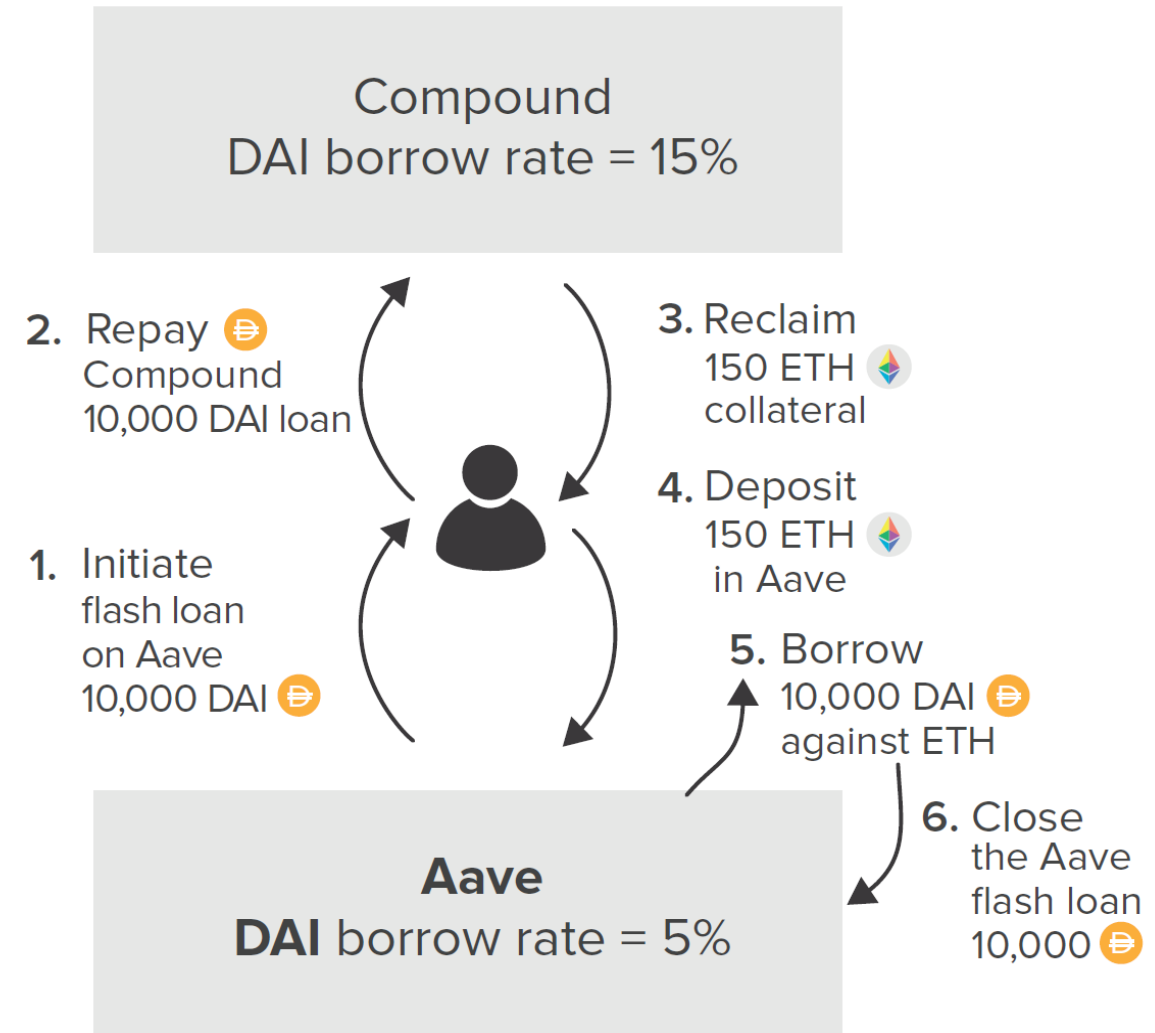 Compound
DAI borrow rate = 15%
2. Repay
Compound
10,000 DAI loan
3. Reclaim
150 ETH
collateral
4. Deposit
150 ETH
in Aave
1. Initiate
flash loan
on Aave
10,000 DAI
5. Borrow
10,000 DAI
against ETH
6. Close
the Aave
flash loan
10,000
Aave
DAI borrow rate = 5%